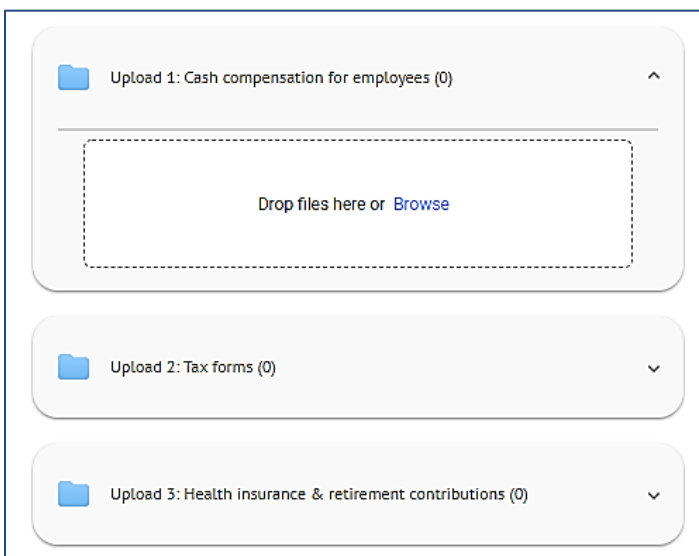 Upload 1: Cash compensation for employees (0)
Drop files here or Browse
Upload 2: Tax forms (0)
Upload 3: Health insurance & retirement contributions (0)